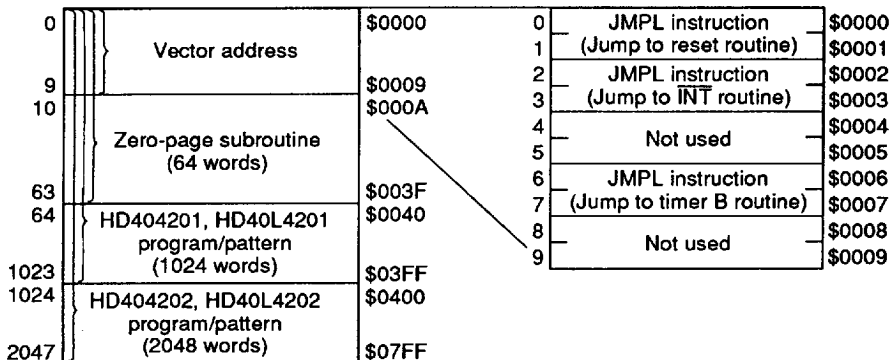 0
Vector address
$0000
9
$0009
10
$000A
Zero-page subroutine
(64 words)
63
$003F
64
$0040
HD404201, HD40L4201
program/pattern
(1024 words)
1023
$03FF
1024
$0400
HD404202, HD40L4202
program/pattern
(2048 words)
2047
$07FF
0
JMPL instruction
$0000
1
(Jump to reset routine)
$0001
2
JMPL instruction
$0002
3
(Jump to INT routine)
$0003
4
Not used
$0004
5
$0005
6
JMPL instruction
$0006
7
(Jump to timer B routine)
$0007
8
Not used
$0008
9
$0009